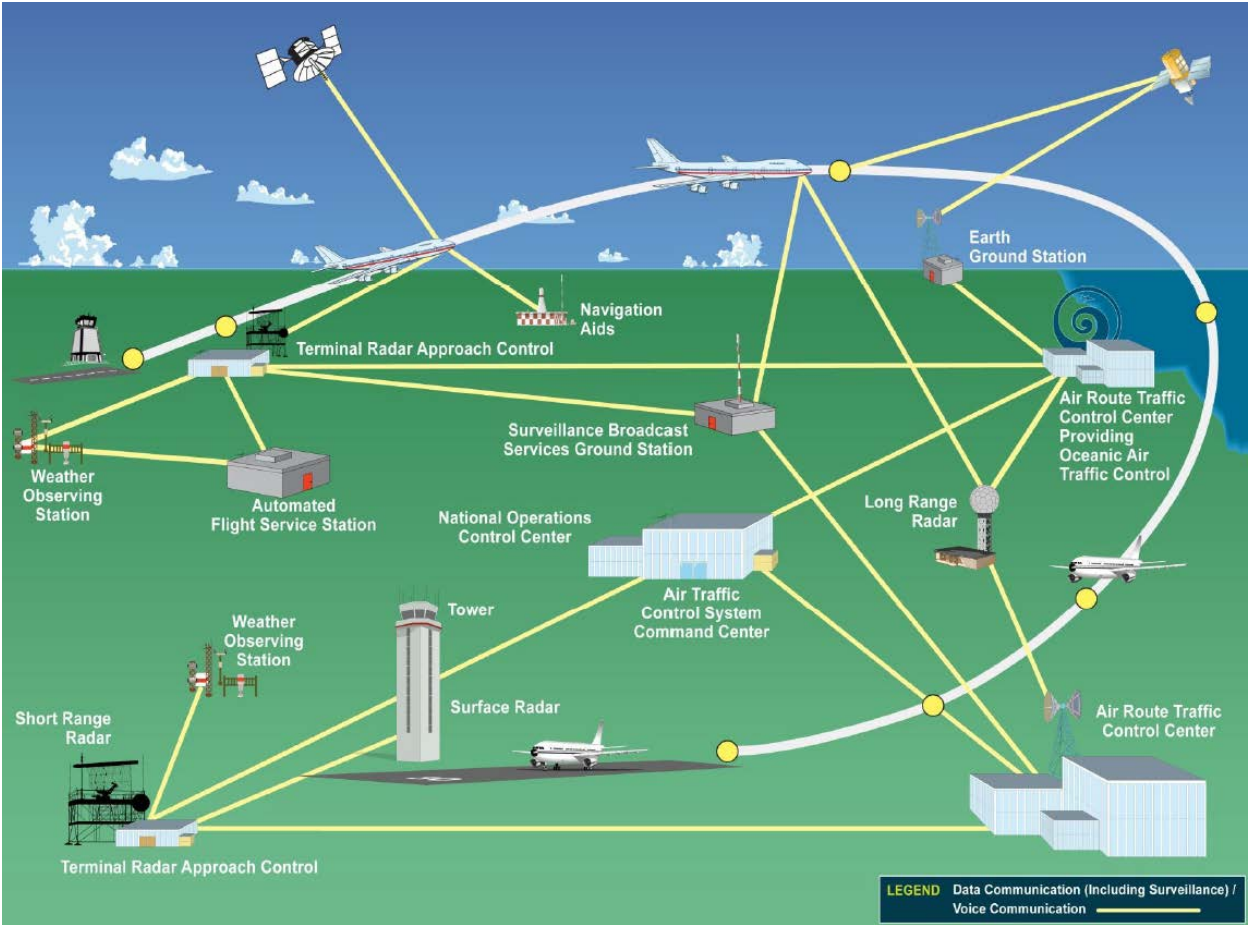 Earth
Ground Station
Navigation
Aids
Terminal Radar Approach Control
Air Route Traffic
Control Center
Providing
Oceanic Air
Traffic Control
Surveillance Broadcast
Services Ground Station
Weather
Observing
Station
Automated
Flight Service Station
Long Range
Radar
National Operations
Control Center
Air Traffic
Control System
Command Center
Tower
Weather
Observing
Station
Surface Radar
Short Range
Radar
Air Route Traffic
Control Center
Terminal Radar Approach Control
LEGEND Data Communication (Including Surveillance) /
Voice Communication